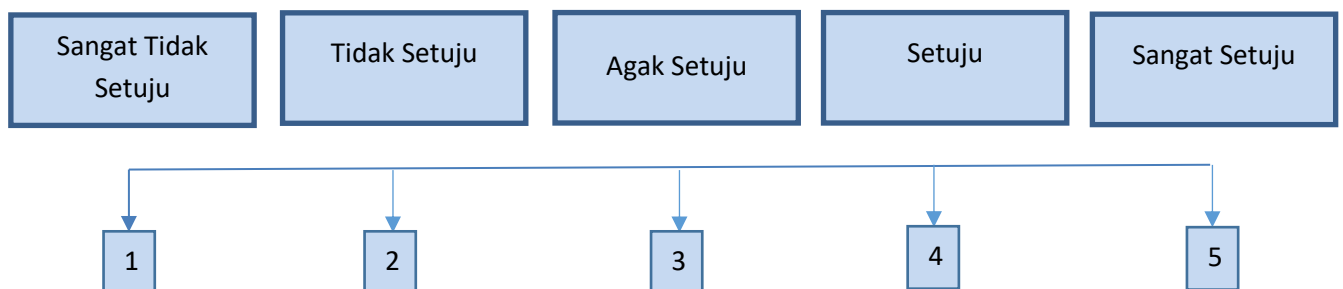 Sangat Tidak
Setuju
Tidak Setuju
Agak Setuju
Setuju
Sangat Setuju
1
2
3
4
5